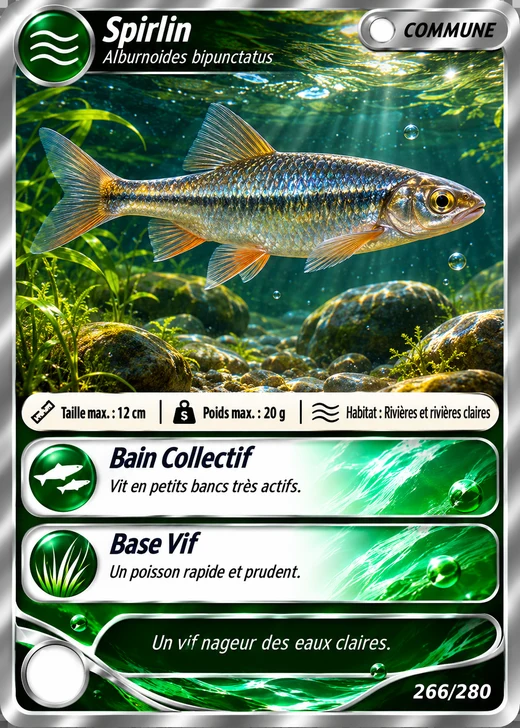 Spirlin
Alburnoides bipunctatus
COMMUNE
Taille max. : 12 cm
Poids max. : 20 g
Habitat : Rivières et rivières claires
Bain Collectif
Vit en petits bancs très actifs.
Base Vif
Un poisson rapide et prudent.
Un vif nageur des eaux claires.
266/280